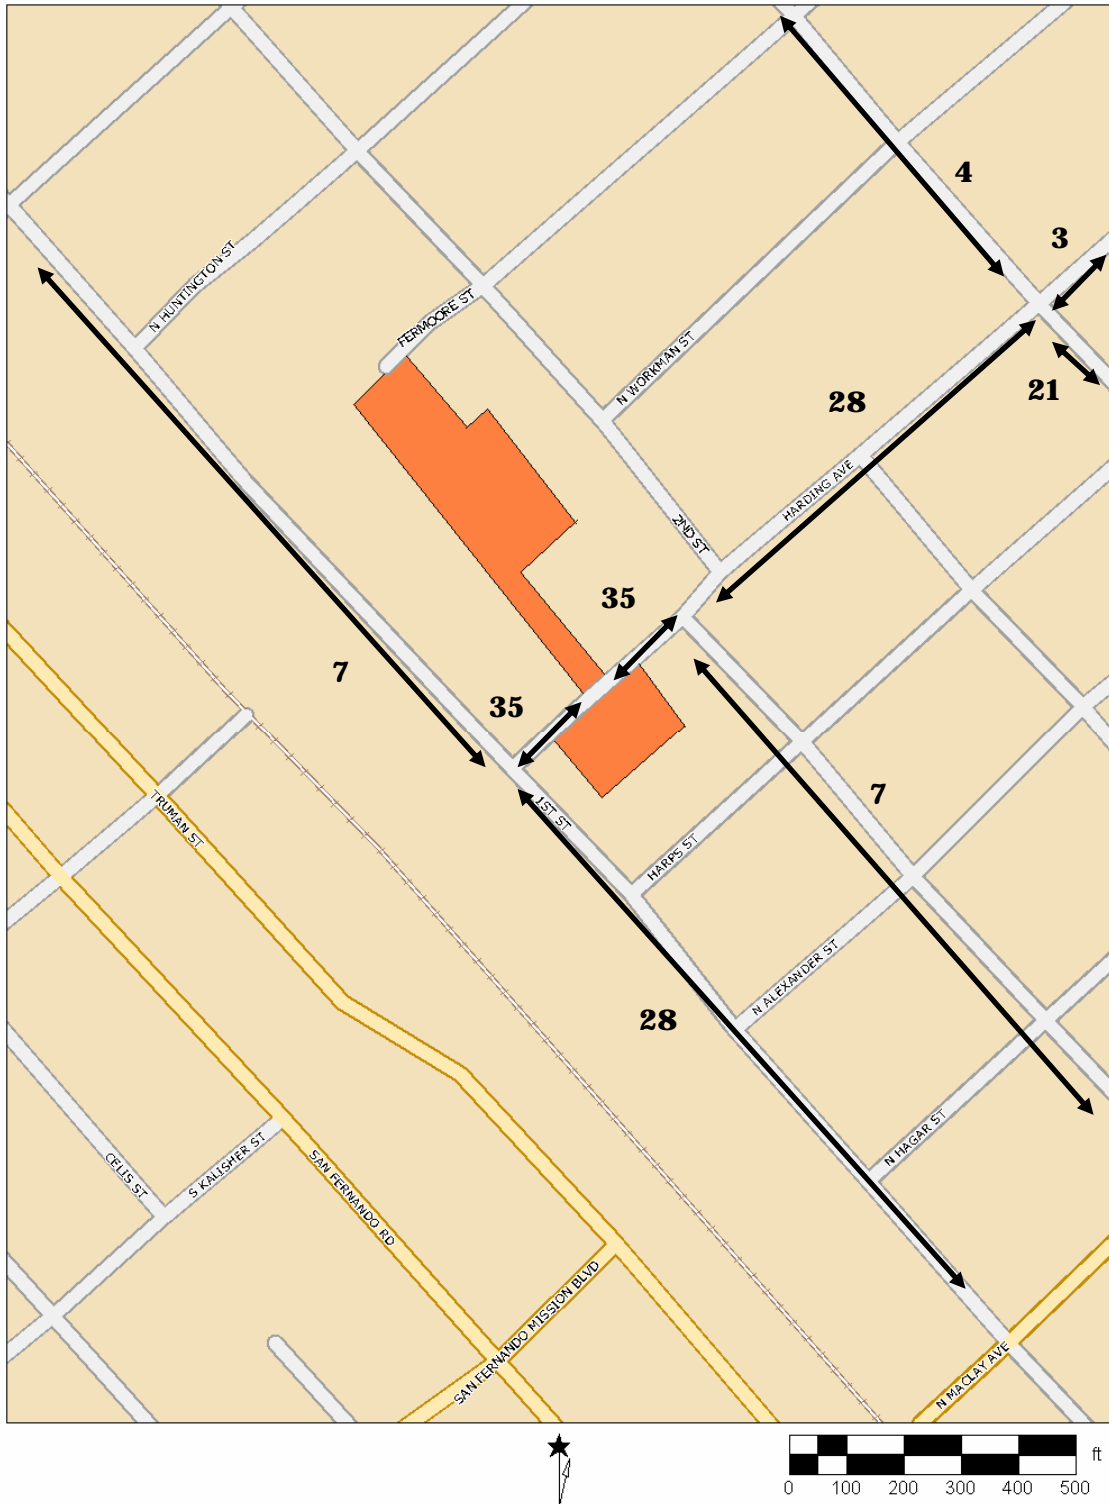 4
3
N HUNTINGTON ST
FERMOORE ST
N WORKMAN ST
28
21
HARDING AVE
2ND ST
35
7
35
1ST ST
7
TRUMAN ST
HARPS ST
N ALEXANDER ST
28
N HAGAR ST
CELIS ST
S KALISHER ST
SAN FERNANDO RD
SAN FERNANDO MISSION BLVD
N MACLAY AVE
ft
0 100 200 300 400 500